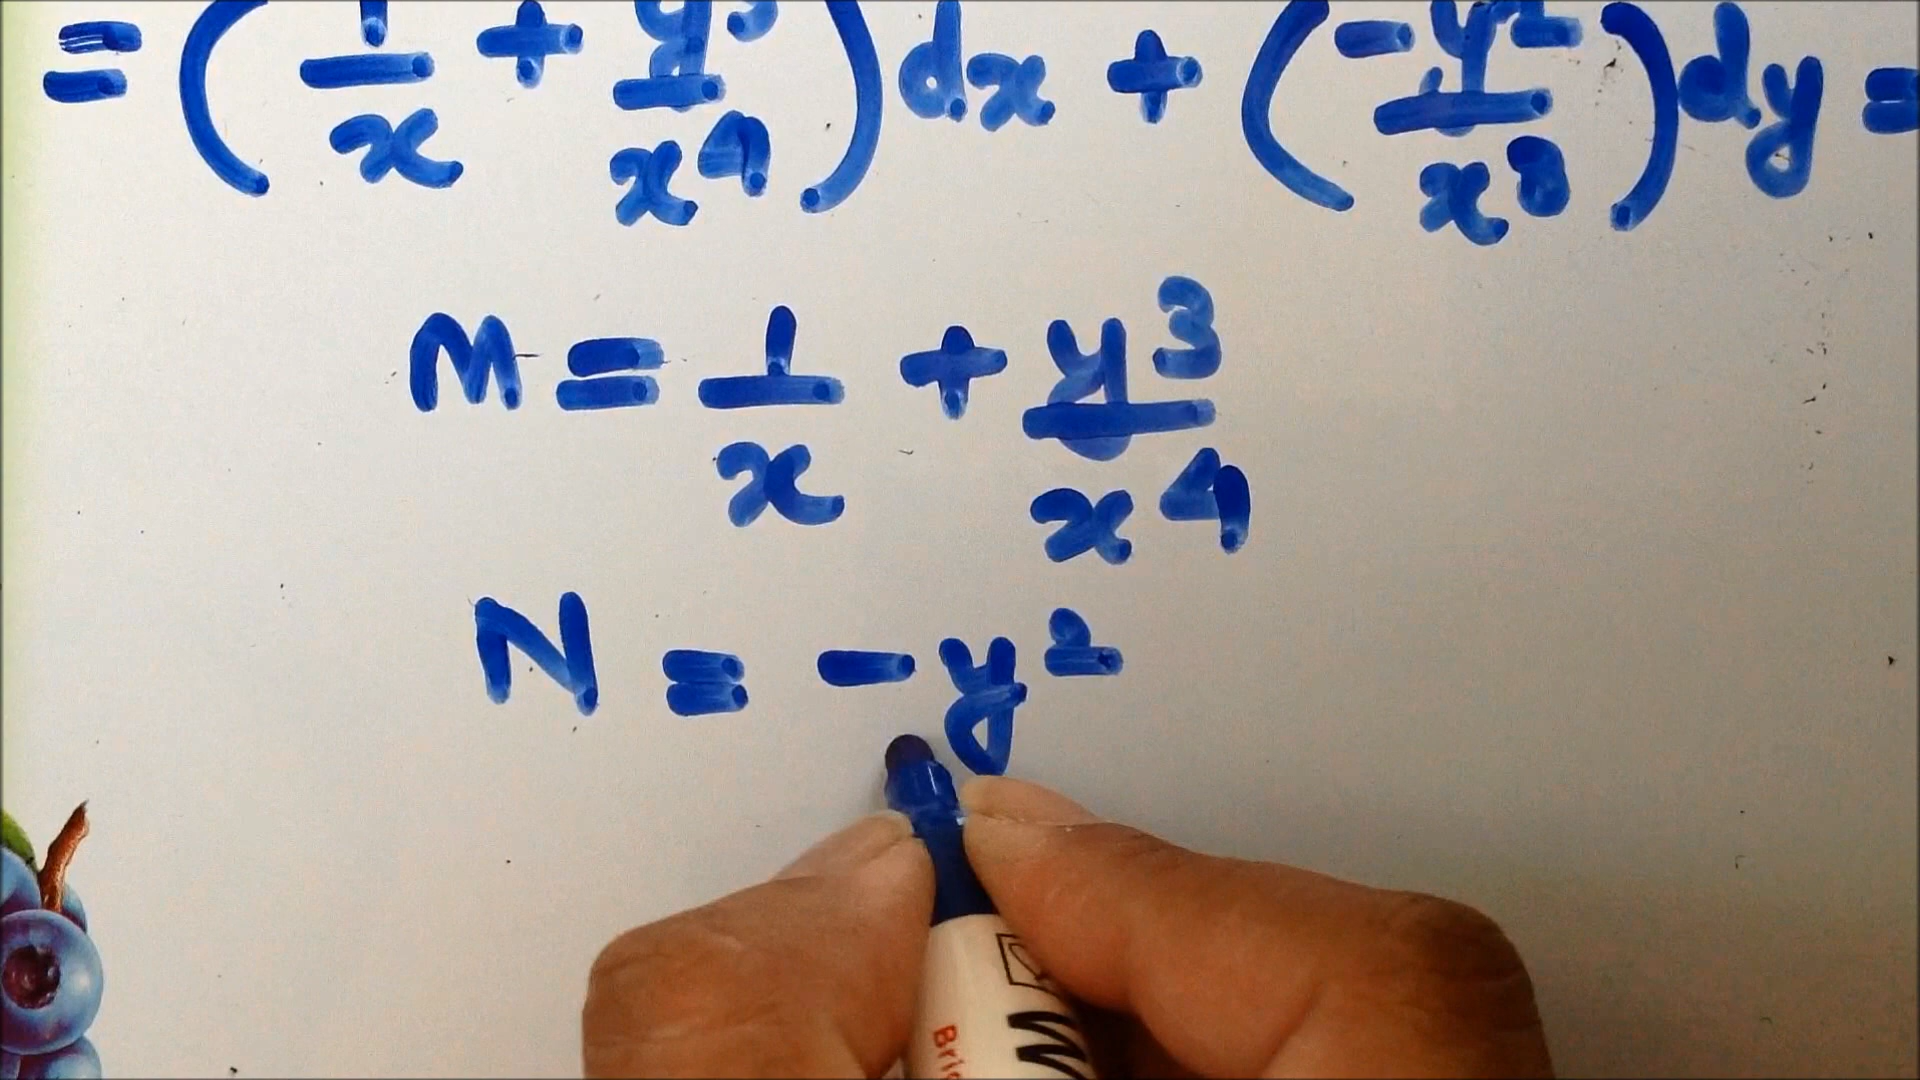 = (1/x + y³/x⁴) dx + (-y²/x³) dy =
M = 1/x + y³/x⁴
N = -y²